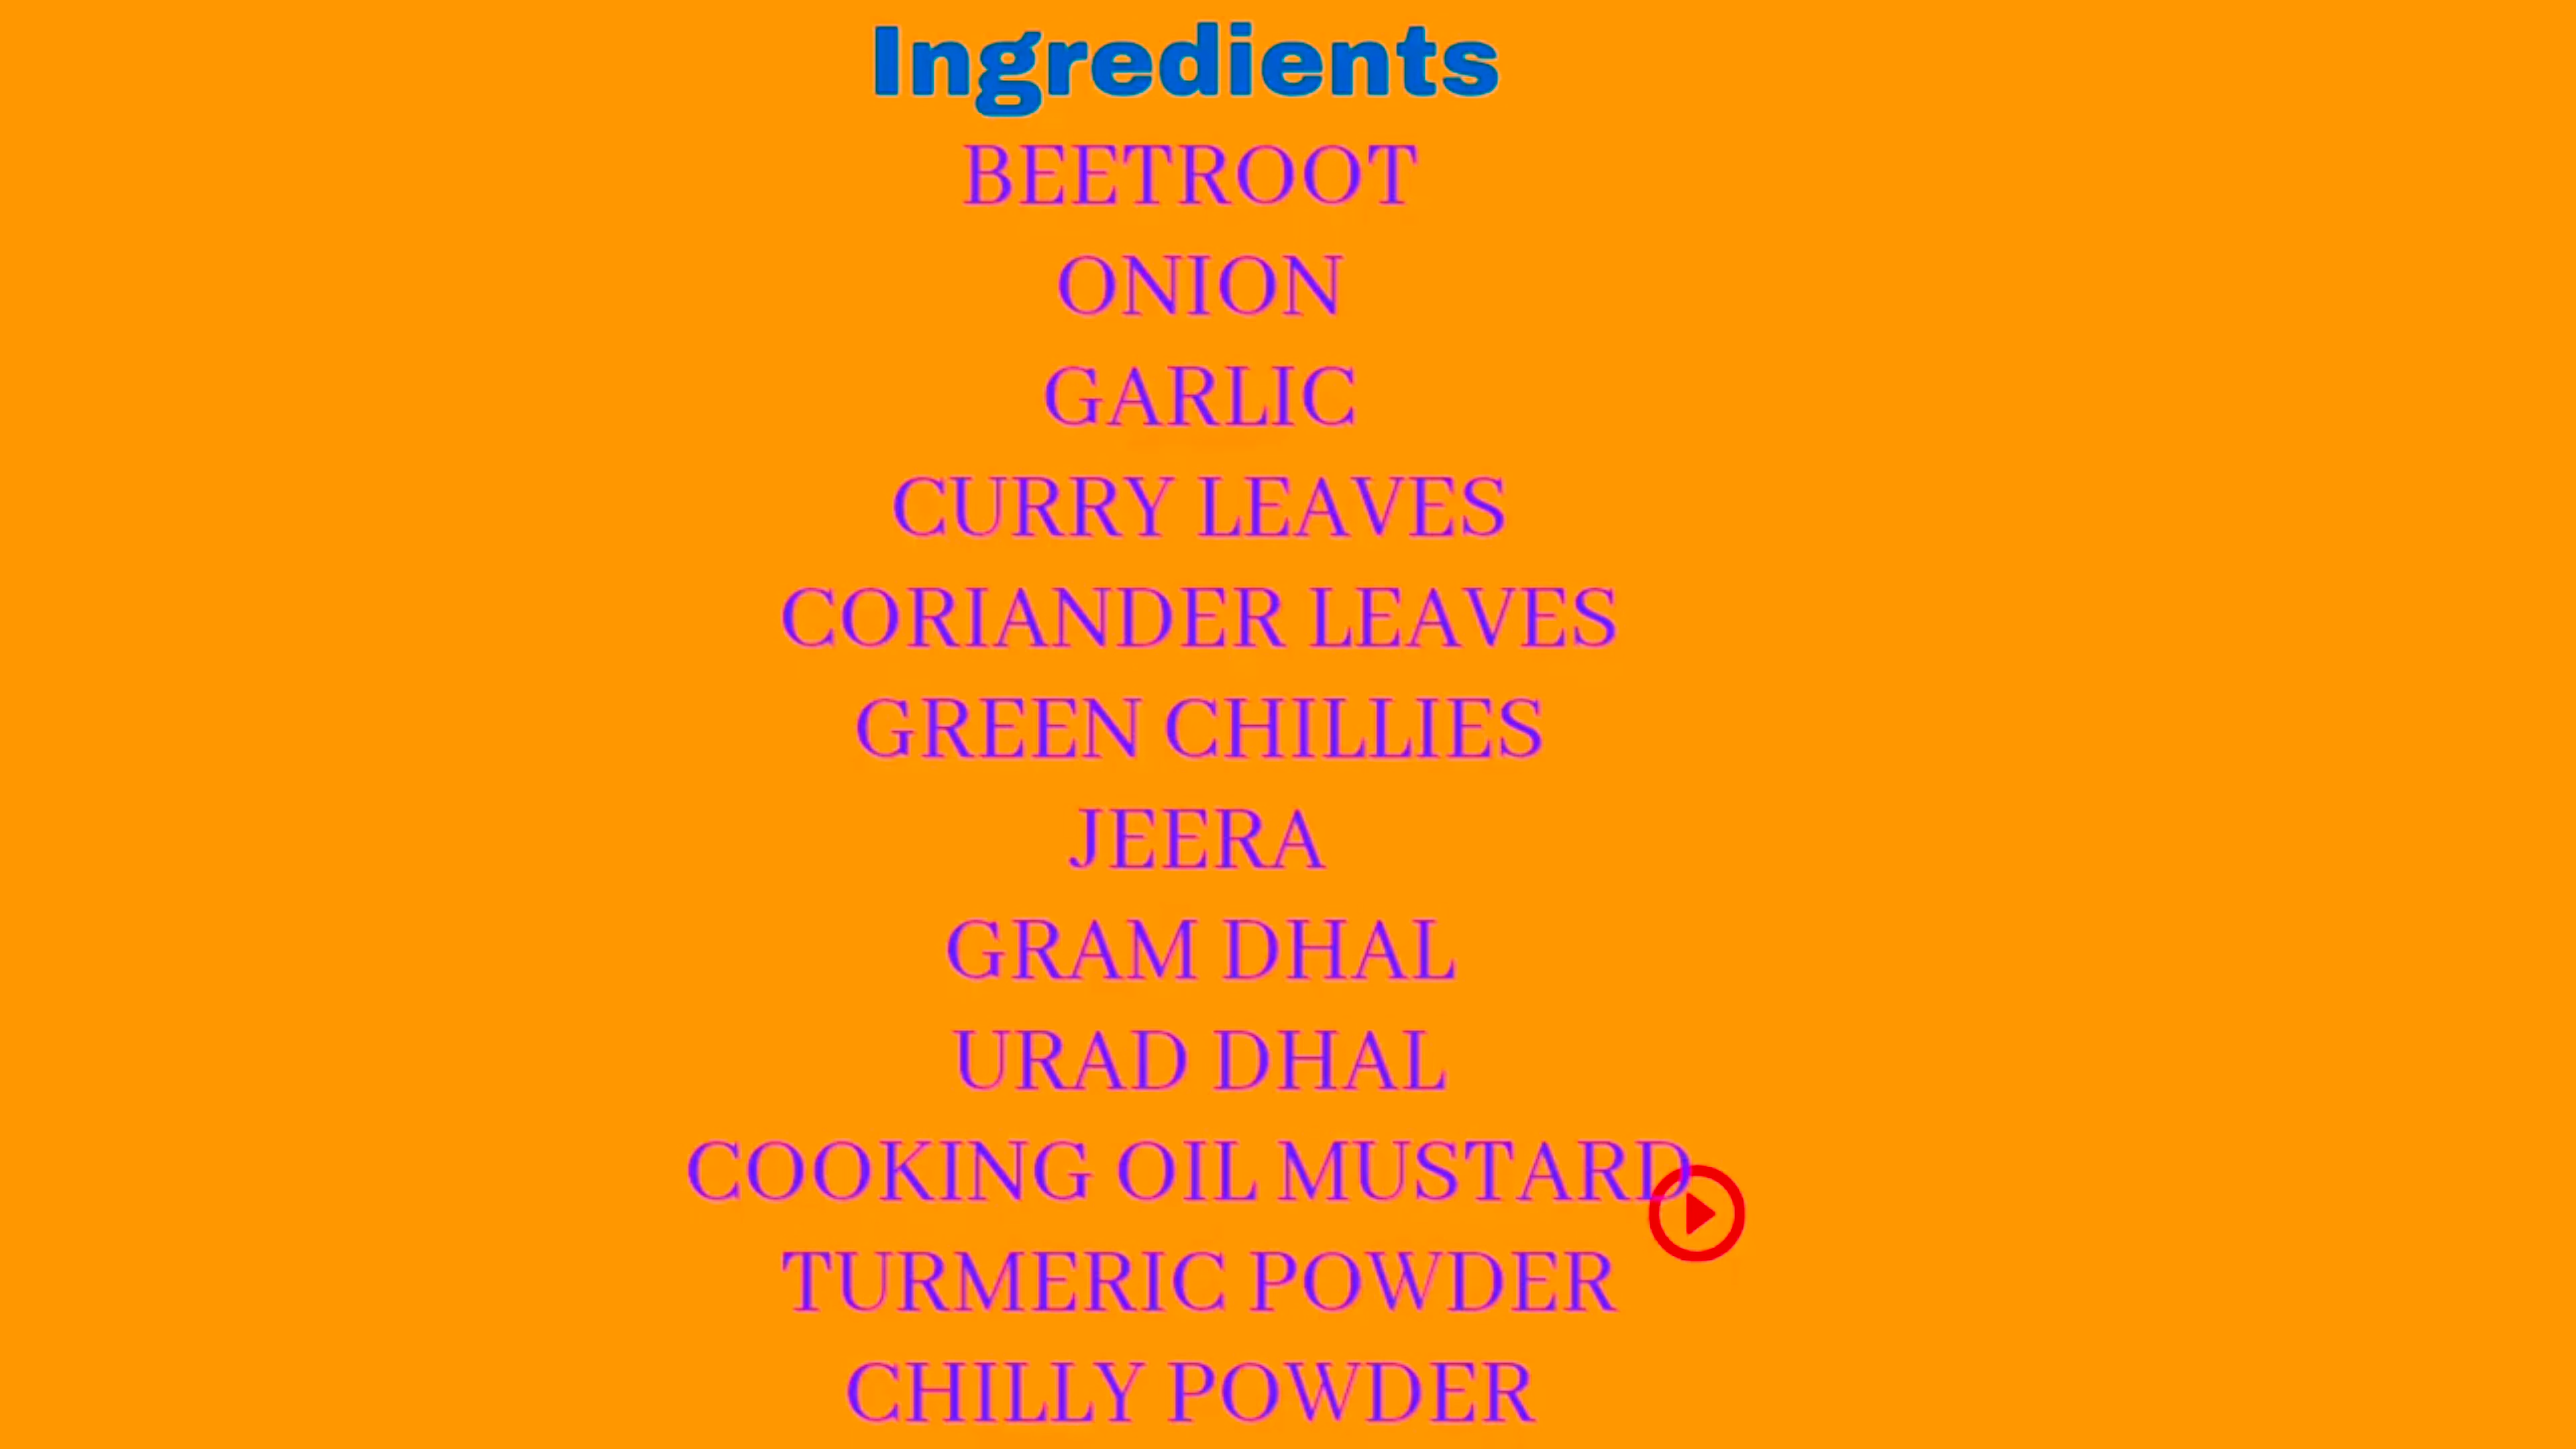 Ingredients
BEETROOT
ONION
GARLIC
CURRY LEAVES
CORIANDER LEAVES
GREEN CHILLIES
JEERA
GRAM DHAL
URAD DHAL
COOKING OIL MUSTARD
TURMERIC POWDER
CHILLY POWDER